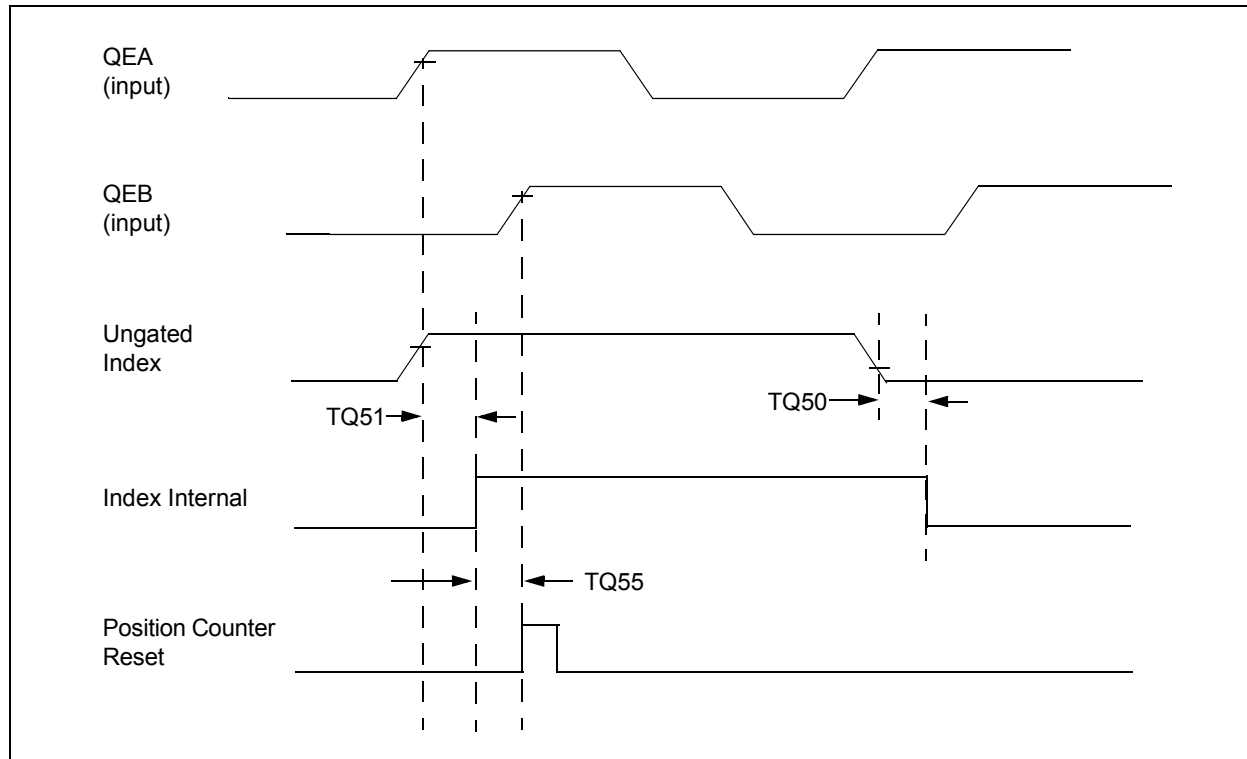 QEA
(input)
QEB
(input)
Ungated
Index
TQ51
TQ50
Index Internal
TQ55
Position Counter
Reset